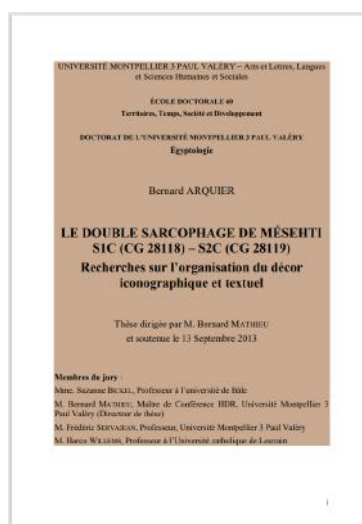 UNIVERSITÉ MONTPELLIER 3 PAUL VALÉRY – Arts et Lettres, Langues
et Sciences Humaines et Sociales
ÉCOLE DOCTORALE 60
Territoires, Temps, Société et Développement
DOCTORAT DE L'UNIVERSITÉ MONTPELLIER 3 PAUL VALÉRY
Égyptologie
Bernard ARQUIER
LE DOUBLE SARCOPHAGE DE MÉSEHTI
S1C (CG 28118) – S2C (CG 28119)
Recherches sur l'organisation du décor
iconographique et textuel
Thèse dirigée par M. Bernard MATHIEU
et soutenue le 13 Septembre 2013
Membres du jury :
Mme. Suzanne BICKEL, Professeur à l'université de Bâle
M. Bernard MATHIEU, Maître de Conférence HDR, Université Montpellier 3
Paul Valéry (Directeur de thèse)
M. Frédéric SERVAJEAN, Professeur, Université Montpellier 3 Paul Valéry
M. Harco WILLEMS, Professeur à l'Université catholique de Louvain
1